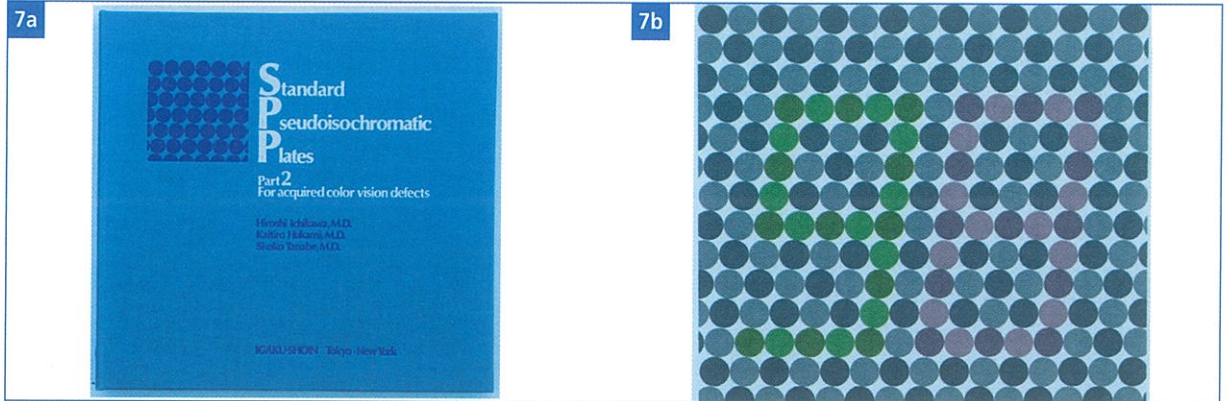 7a
Standard
Pseudoisochromatic
Plates
Part 2
For acquired color vision defects
Hiroshi Ichikawa, M.D.
Kaitiro Hukami, M.D.
Shoko Tanabe, M.D.
IGAKU-SHOIN Tokyo · New York
7b
98